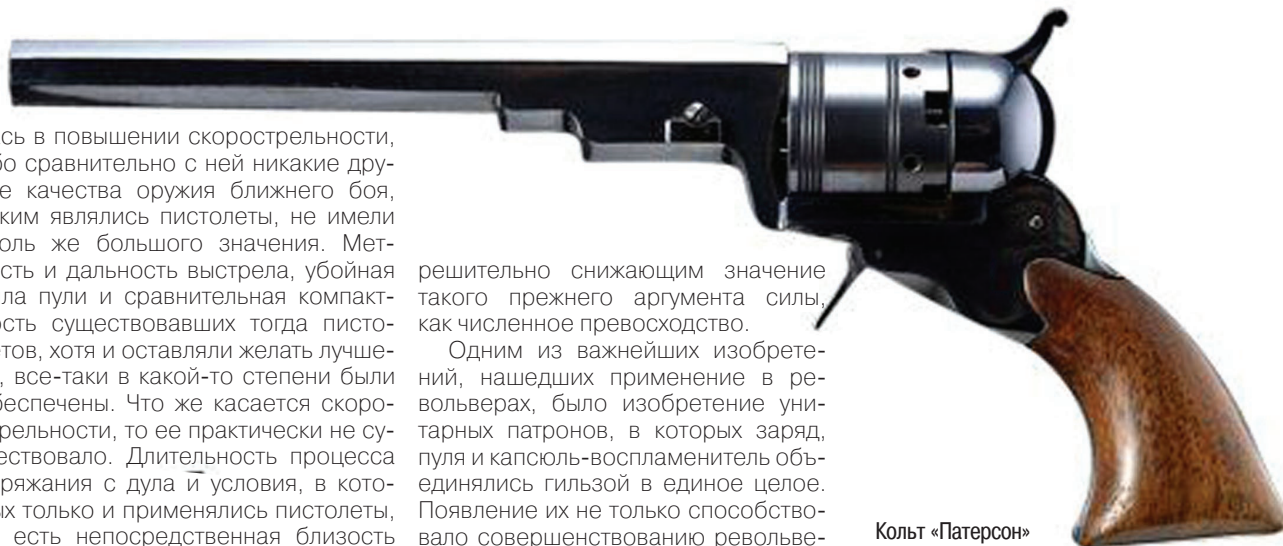 сь в повышении скорострельности,
бо сравнительно с ней никакие дру-
е качества оружия ближнего боя,
ким являлись пистолеты, не имели
оль же большого значения. Мет-
сть и дальность выстрела, убойная
ла пули и сравнительная компакт-
ость существовавших тогда писто-
етов, хотя и оставляли желать лучше-
, все-таки в какой-то степени были
беспечены. Что же касается скоро-
рельности, то ее практически не су-
ествовало. Длительность процесса
ряжания с дула и условия, в кото-
ых только и применялись пистолеты,
есть непосредственная близость
решительно снижающим значение
такого прежнего аргумента силы,
как численное превосходство.
Одним из важнейших изобрете-
ний, нашедших применение в ре-
вольверах, было изобретение уни-
тарных патронов, в которых заряд,
пуля и капсюль-воспламенитель объ-
единялись гильзой в единое целое.
Появление их не только способство-
вало совершенствованию револьве-
Кольт «Патерсон»